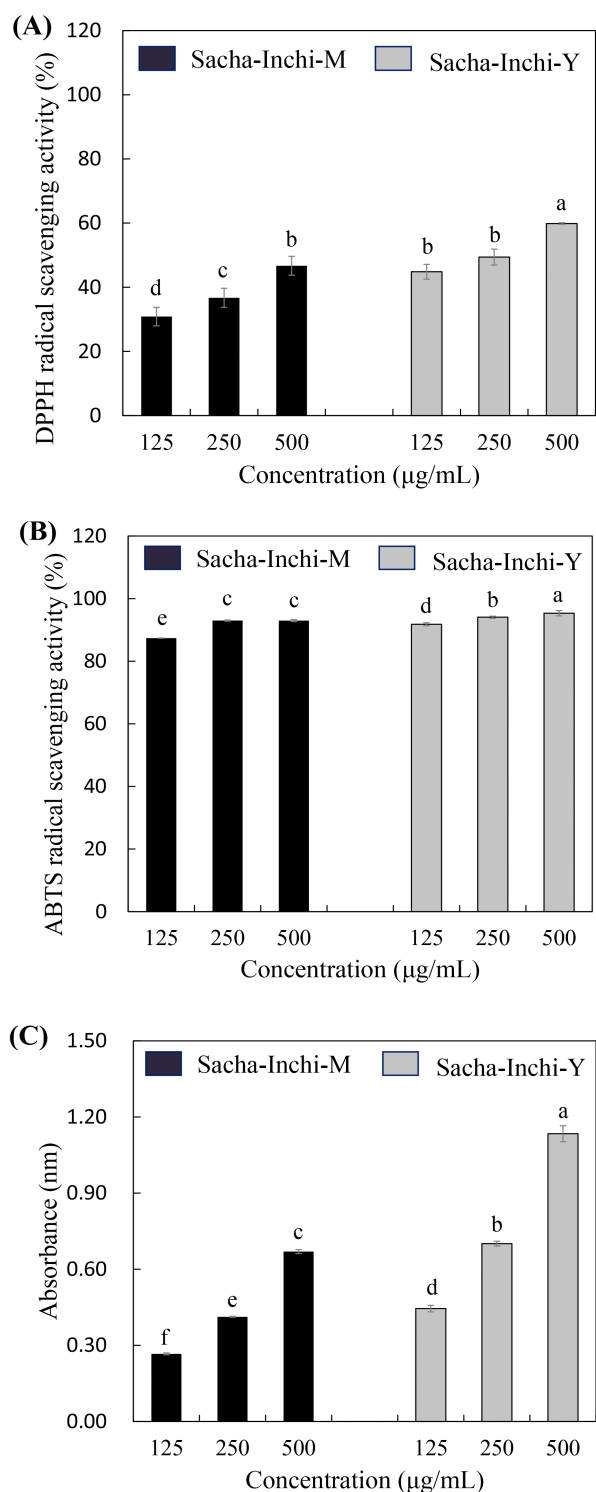 (A)
120
100
80
60
40
20
0
DPPH radical scavenging activity (%)
Sacha-Inchi-M
Sacha-Inchi-Y
d
c
b
b
b
a
125 250 500 125 250 500
Concentration (μg/mL)
(B)
120
100
80
60
40
20
0
ABTS radical scavenging activity (%)
Sacha-Inchi-M
Sacha-Inchi-Y
e
c
c
d
b
a
125 250 500 125 250 500
Concentration (μg/mL)
(C)
1.50
1.20
0.90
0.60
0.30
0.00
Absorbance (nm)
Sacha-Inchi-M
Sacha-Inchi-Y
f
e
c
d
b
a
125 250 500 125 250 500
Concentration (μg/mL)